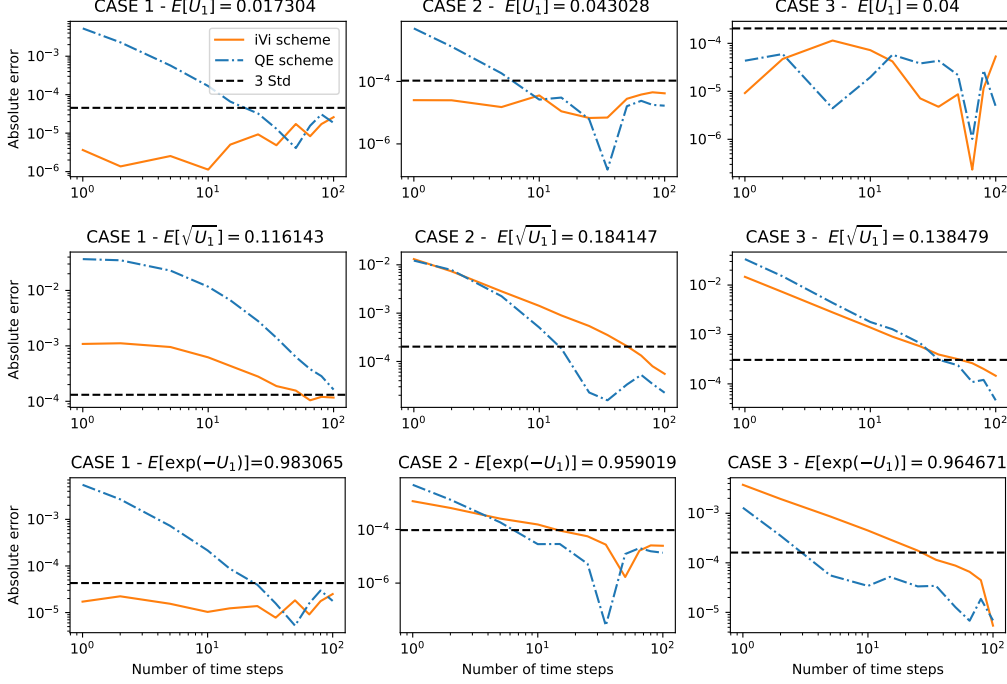 CASE 1 - E[U₁] = 0.017304
CASE 2 - E[U₁] = 0.043028
CASE 3 - E[U₁] = 0.04
iVi scheme
QE scheme
3 Std
Absolute error
10⁻³
10⁻⁴
10⁻⁵
10⁻⁶
10⁰
10¹
10²
10⁻⁴
10⁻⁶
10⁰
10¹
10²
10⁻⁴
10⁻⁵
10⁻⁶
10⁰
10¹
10²
CASE 1 - E[√U₁] = 0.116143
CASE 2 - E[√U₁] = 0.184147
CASE 3 - E[√U₁] = 0.138479
Absolute error
10⁻²
10⁻³
10⁻⁴
10⁰
10¹
10²
10⁻²
10⁻³
10⁻⁴
10⁰
10¹
10²
10⁻²
10⁻³
10⁻⁴
10⁰
10¹
10²
CASE 1 - E[exp(−U₁)]=0.983065
CASE 2 - E[exp(−U₁)] = 0.959019
CASE 3 - E[exp(−U₁)] = 0.964671
Absolute error
10⁻³
10⁻⁴
10⁻⁵
10⁰
10¹
10²
Number of time steps
10⁻⁴
10⁻⁶
10⁰
10¹
10²
Number of time steps
10⁻³
10⁻⁴
10⁻⁵
10⁰
10¹
10²
Number of time steps